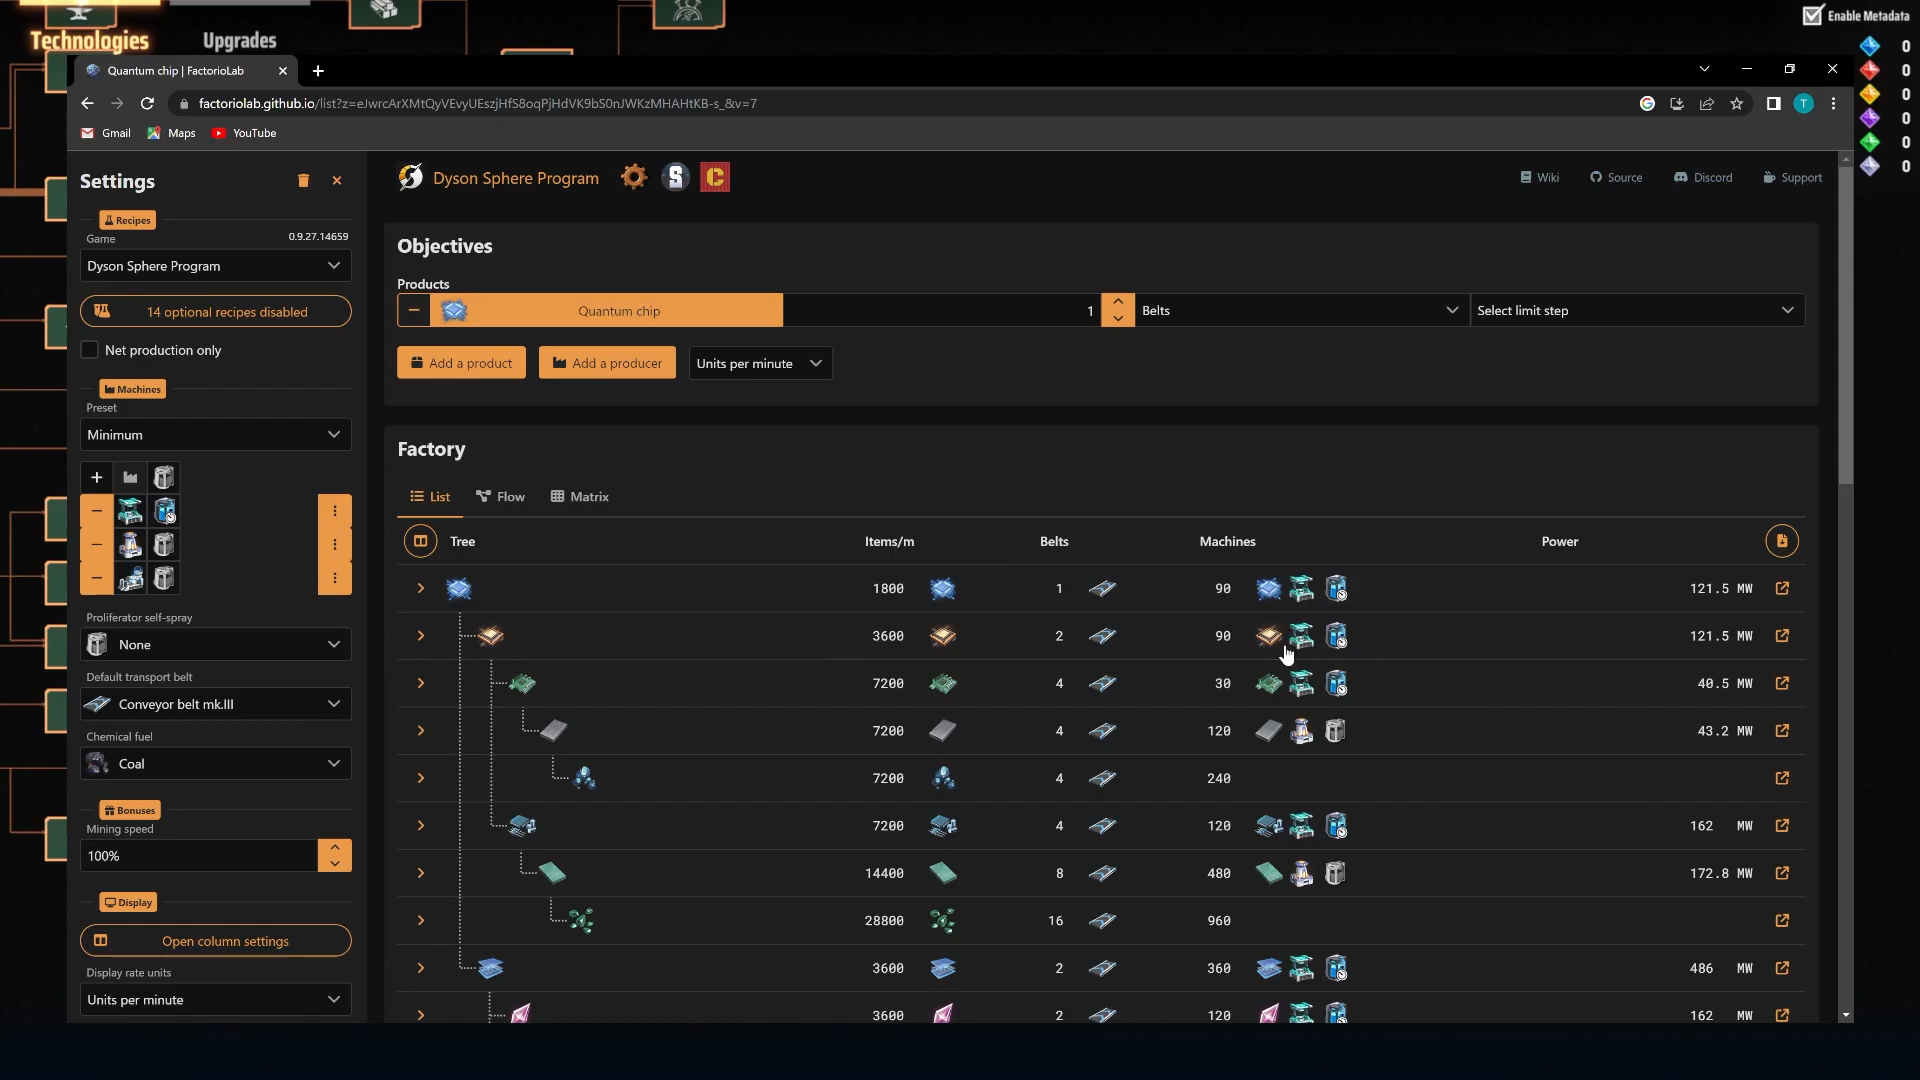 Technologies
Upgrades
Enable Metadata
0
0
0
0
0
0
Quantum chip | FactorioLab
factoriolab.github.io/list?z=eJwrcArXMtQyVEvyUEszjHfS8oqPjHdVK9bS0nJWKzMHAHtKB-s_&v=7
T
Gmail
Maps
YouTube
Settings
Recipes
Game
0.9.27.14659
Dyson Sphere Program
14 optional recipes disabled
Net production only
Machines
Preset
Minimum
Proliferator self-spray
None
Default transport belt
Conveyor belt mk.III
Chemical fuel
Coal
Bonuses
Mining speed
100%
Display
Open column settings
Display rate units
Units per minute
Dyson Sphere Program
S
C
Wiki
Source
Discord
Support
Objectives
Products
Quantum chip
1
Belts
Select limit step
Add a product
Add a producer
Units per minute
Factory
List
Flow
Matrix
Tree
Items/m
Belts
Machines
Power
1800
1
90
121.5 MW
3600
2
90
121.5 MW
7200
4
30
40.5 MW
7200
4
120
43.2 MW
7200
4
240
7200
4
120
162 MW
14400
8
480
172.8 MW
28800
16
960
3600
2
360
486 MW
3600
2
120
162 MW